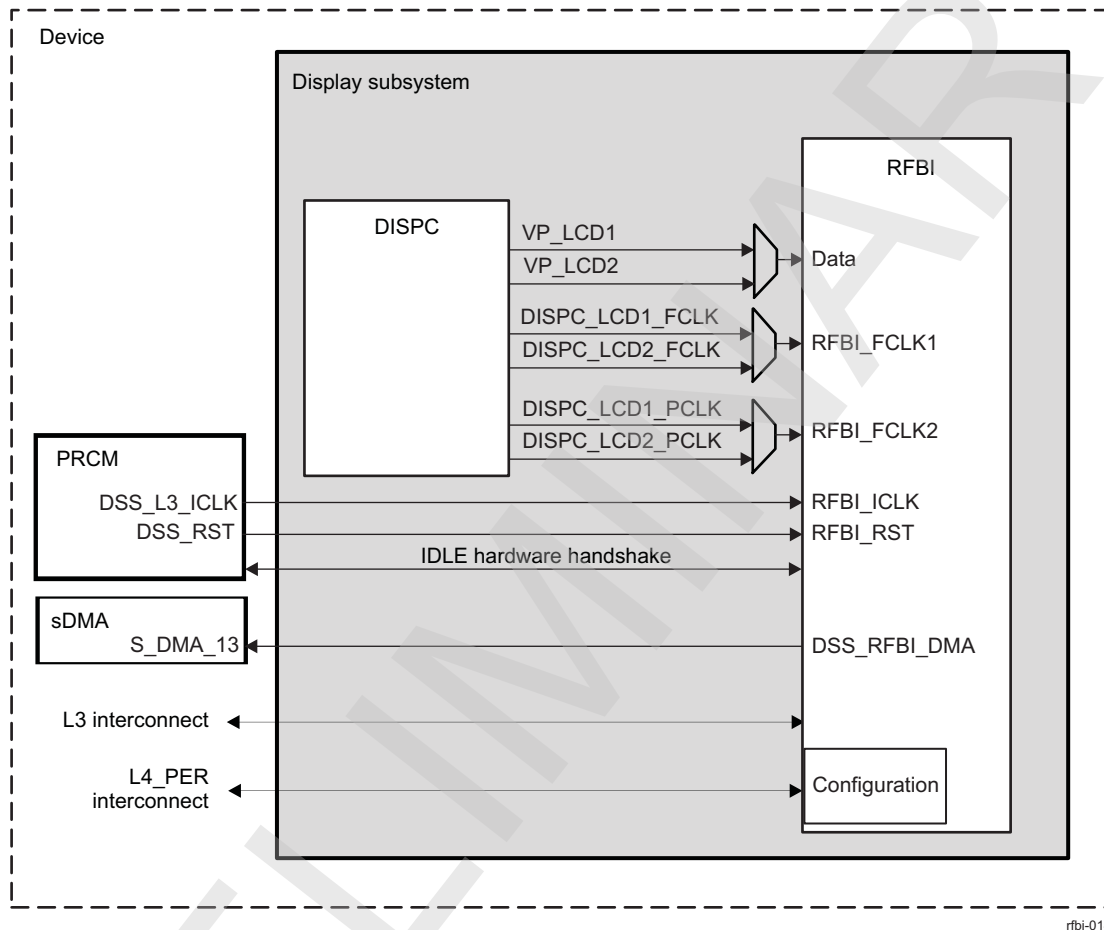 Device
Display subsystem
RFBI
DISPC
VP_LCD1
VP_LCD2
Data
DISPC_LCD1_FCLK
DISPC_LCD2_FCLK
RFBI_FCLK1
DISPC_LCD1_PCLK
DISPC_LCD2_PCLK
RFBI_FCLK2
PRCM
DSS_L3_ICLK
RFBI_ICLK
DSS_RST
RFBI_RST
IDLE hardware handshake
sDMA
S_DMA_13
DSS_RFBI_DMA
L3 interconnect
L4_PER
interconnect
Configuration
rfbi-01